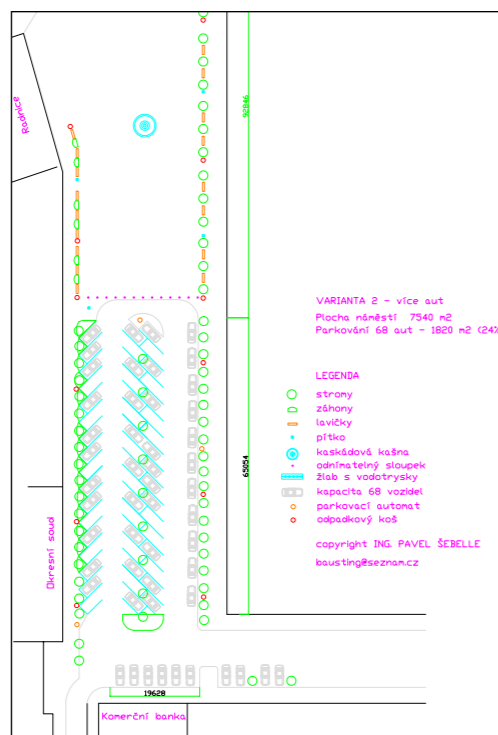 Radnice
92846
VARIANTA 2 - více aut
Plocha náměstí 7540 m2
Parkování 68 aut - 1820 m2 (24%
LEGENDA
stromy
záhony
lavičky
pítko
kaskádová kašna
odnímatelný sloupek
žlab s vodotrysky
kapacita 68 vozidel
parkovací automat
odpadkový koš
65054
copyright ING. PAVEL ŠEBELLE
bausting@seznam.cz
Okresní soud
19628
Komerční banka